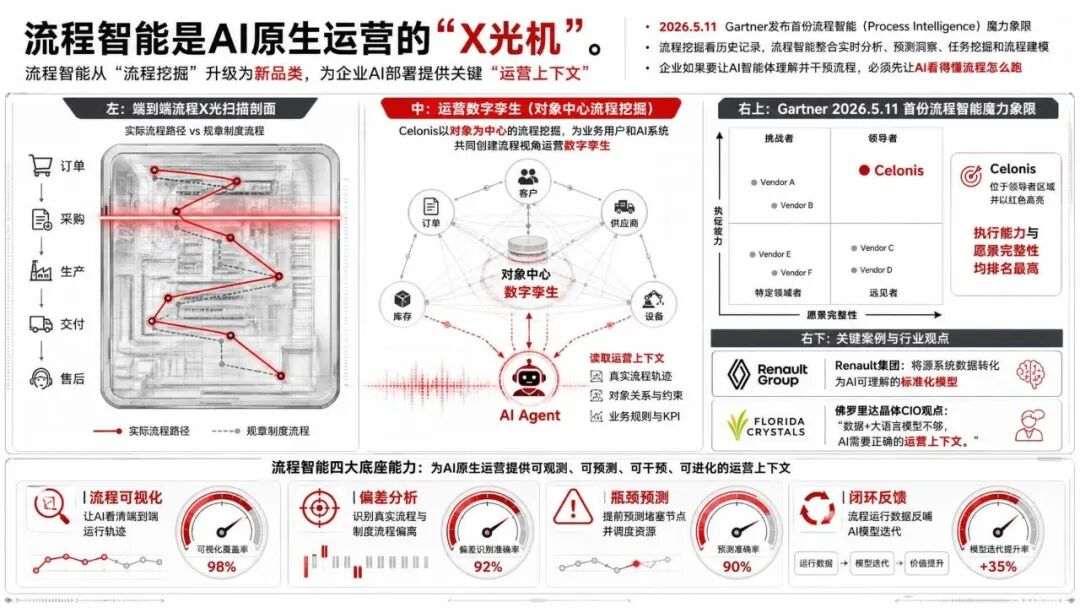 流程智能是AI原生运营的“X光机”。
流程智能从“流程挖掘”升级为新品类，为企业AI部署提供关键“运营上下文”
• 2026.5.11 Gartner发布首份流程智能（Process Intelligence）魔力象限
• 流程挖掘看历史记录，流程智能整合实时分析、预测洞察、任务挖掘和流程建模
• 企业如果要让AI智能体理解并干预流程，必须先让AI看得懂流程怎么跑
左：端到端流程X光扫描剖面
实际流程路径 vs 规章制度流程
订单
采购
生产
交付
售后
实际流程路径
规章制度流程
中：运营数字孪生（对象中心流程挖掘）
Celonis以对象为中心的流程挖掘，为业务用户和AI系统
共同创建流程视角运营数字孪生
客户
订单
供应商
库存
设备
对象中心
数字孪生
AI Agent
读取运营上下文
真实流程轨迹
对象关系与约束
业务规则与KPI
右上：Gartner 2026.5.11 首份流程智能魔力象限
挑战者
领导者
Celonis
Vendor A
Vendor B
Vendor E
Vendor F
Vendor C
Vendor D
特定领域者
远见者
执行能力
愿景完整性
Celonis
位于领导者区域
并以红色高亮
执行能力与
愿景完整性
均排名最高
右下：关键案例与行业观点
Renault
Group
Renault集团：将源系统数据转化
为AI可理解的标准化模型
FLORIDA
CRYSTALS
佛罗里达晶体CIO观点：
“数据+大语言模型不够，
AI需要正确的运营上下文。”
流程智能四大底座能力：为AI原生运营提供可观测、可预测、可干预、可进化的运营上下文
流程可视化
让AI看清端到端
运行轨迹
可视化覆盖率
98%
偏差分析
识别真实流程与
制度流程偏离
偏差识别准确率
92%
瓶颈预测
提前预测堵塞节点
并调度资源
预测准确率
90%
闭环反馈
流程运行数据反哺
AI模型迭代
运行数据
模型迭代
价值提升
模型迭代提升率
+35%